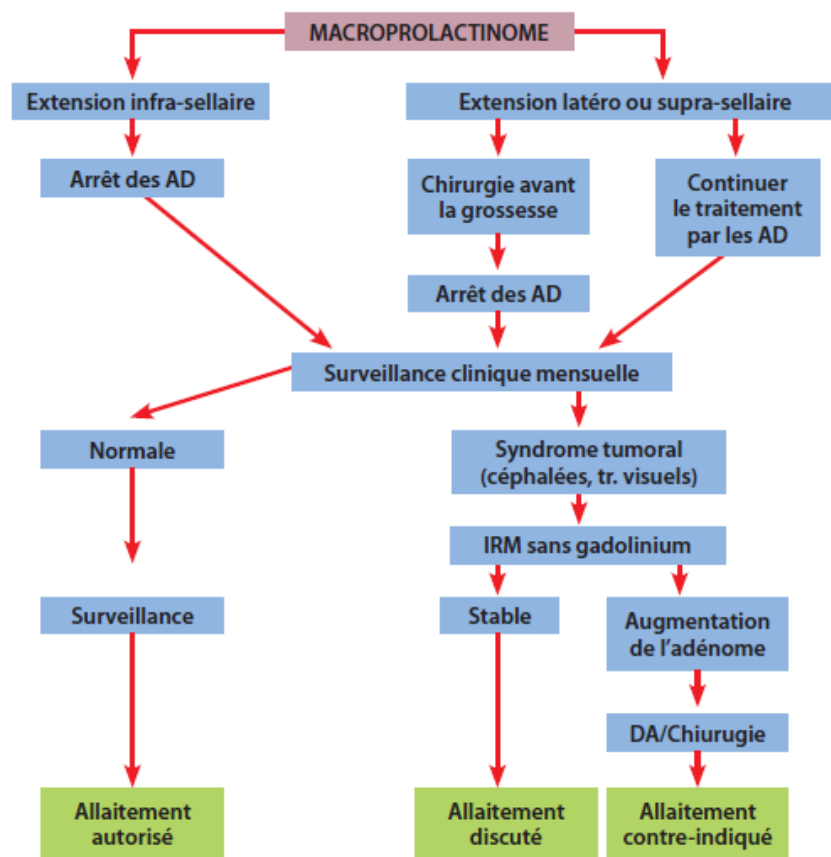 MACROPROLACTINOME
Extension infra-sellaire
Extension latéro ou supra-sellaire
Arrêt des AD
Chirurgie avant
la grossesse
Continuer
le traitement
par les AD
Arrêt des AD
Surveillance clinique mensuelle
Normale
Syndrome tumoral
(céphalées, tr. visuels)
IRM sans gadolinium
Surveillance
Stable
Augmentation
de l'adénome
DA/Chiurugie
Allaitement
autorisé
Allaitement
discuté
Allaitement
contre-indiqué